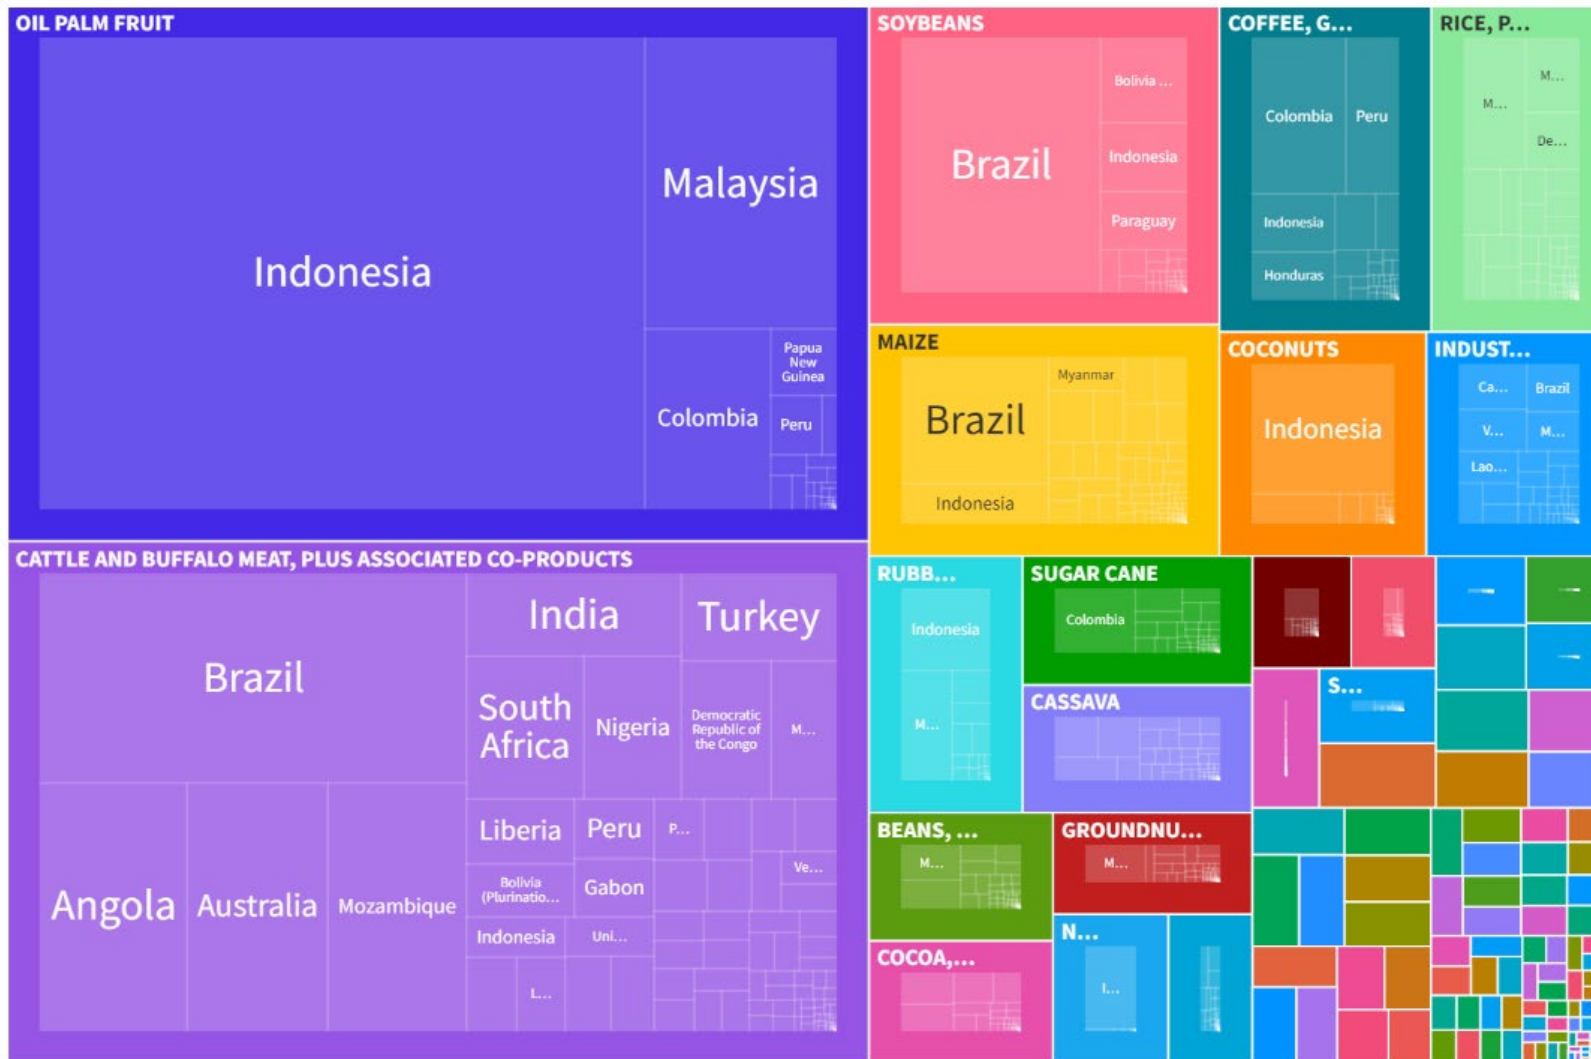 OIL PALM FRUIT
Indonesia
Malaysia
Colombia
Papua
New
Guinea
Peru
CATTLE AND BUFFALO MEAT, PLUS ASSOCIATED CO-PRODUCTS
Brazil
India
Turkey
South
Africa
Nigeria
Democratic
Republic of
the Congo
M...
Angola
Australia
Mozambique
Liberia
Peru
P...
Bolivia
(Plurinatio...
Gabon
Ve...
Indonesia
Uni...
L...
SOYBEANS
Brazil
Bolivia ...
Indonesia
Paraguay
MAIZE
Brazil
Myanmar
Indonesia
COFFEE, G...
Colombia
Peru
Indonesia
Honduras
RICE, P...
M...
M...
De...
COCONUTS
Indonesia
INDUST...
Ca...
Brazil
V...
M...
Lao...
RUBB...
Indonesia
M...
SUGAR CANE
Colombia
CASSAVA
S...
BEANS, ...
M...
GROUNDNU...
M...
COCOA,...
N...
I...